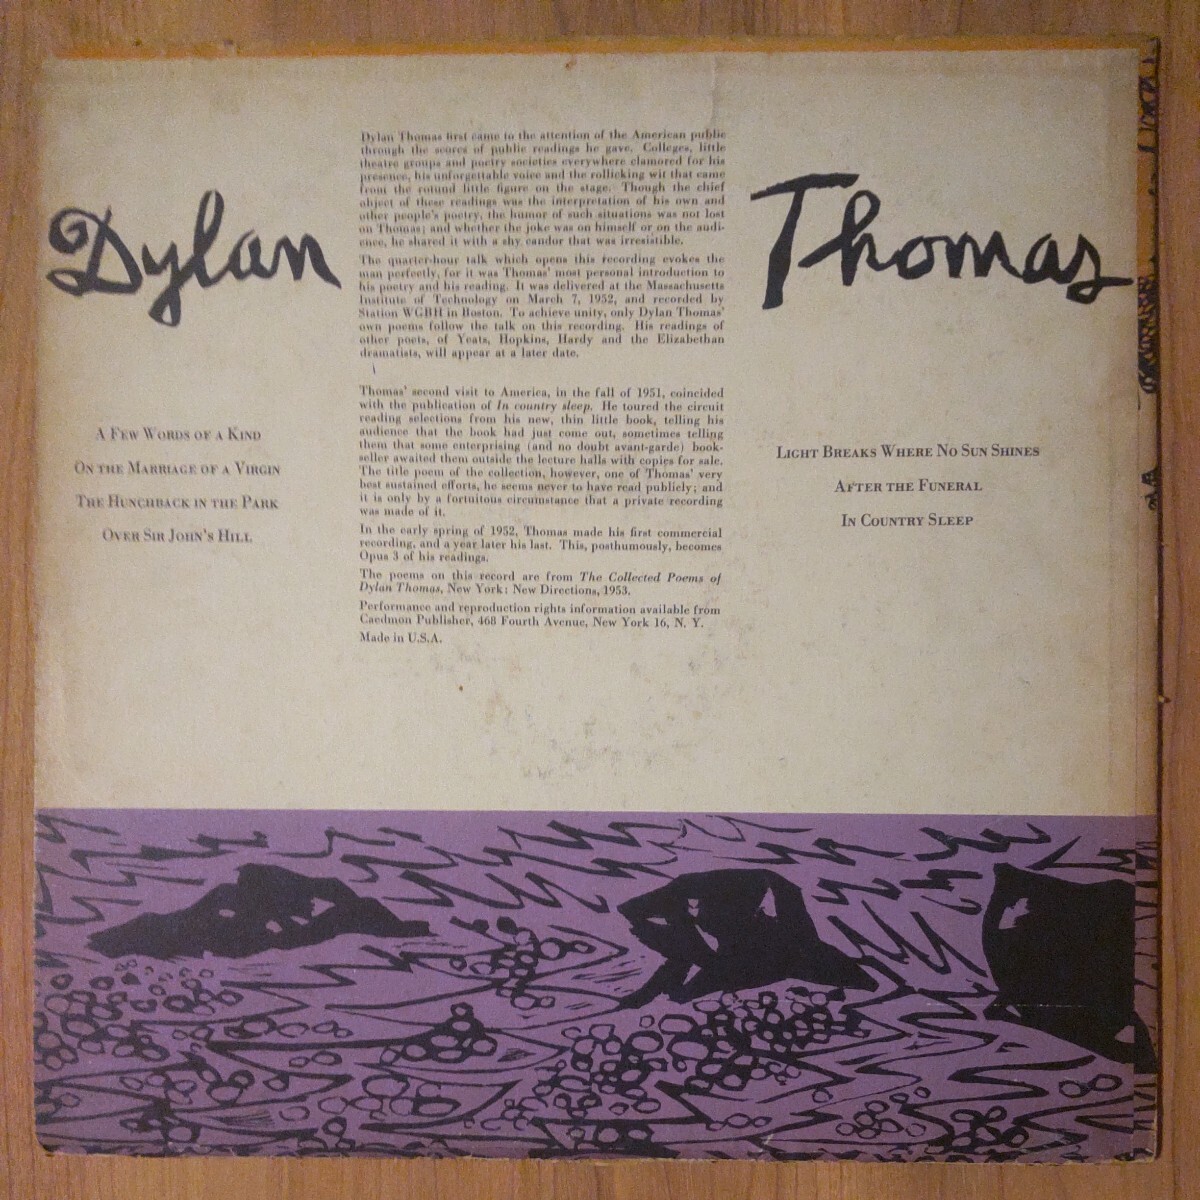 Dylan
Thomas
A Few Words of a Kind
On the Marriage of a Virgin
The Hunchback in the Park
Over Sir John's Hill
Dylan Thomas first came to the attention of the American public
through the scores of public readings he gave. Colleges, little
theatre groups and poetry societies everywhere clamored for his
presence, his unforgettable voice and the rollicking wit that came
from the rotund little figure on the stage. Though the chief
object of these readings was the interpretation of his own and
other people's poetry, the humor of such situations was not lost
on Thomas; and whether the joke was on himself or on the audi-
ence, he shared it with a shy candor that was irresistible.
The quarter-hour talk which opens this recording evokes the
man perfectly, for it was Thomas' most personal introduction to
his poetry and his reading. It was delivered at the Massachusetts
Institute of Technology on March 7, 1952, and recorded by
Station WGBH in Boston. To achieve unity, only Dylan Thomas'
own poems follow the talk on this recording. His readings of
other poets, of Yeats, Hopkins, Hardy and the Elizabethan
dramatists, will appear at a later date.
Thomas' second visit to America, in the fall of 1951, coincided
with the publication of In country sleep. He toured the circuit
reading selections from his new, thin little book, telling his
audience that the book had just come out, sometimes telling
them that some enterprising (and no doubt avant-garde) book-
seller awaited them outside the lecture halls with copies for sale.
The title poem of the collection, however, one of Thomas' very
best sustained efforts, he seems never to have read publicly; and
it is only by a fortuitous circumstance that a private recording
was made of it.
In the early spring of 1952, Thomas made his first commercial
recording, and a year later his last. This, posthumously, becomes
Opus 3 of his readings.
The poems on this record are from The Collected Poems of
Dylan Thomas, New York: New Directions, 1953.
Performance and reproduction rights information available from
Caedmon Publisher, 468 Fourth Avenue, New York 16, N. Y.
Made in U.S.A.
Light Breaks Where No Sun Shines
After the Funeral
In Country Sleep